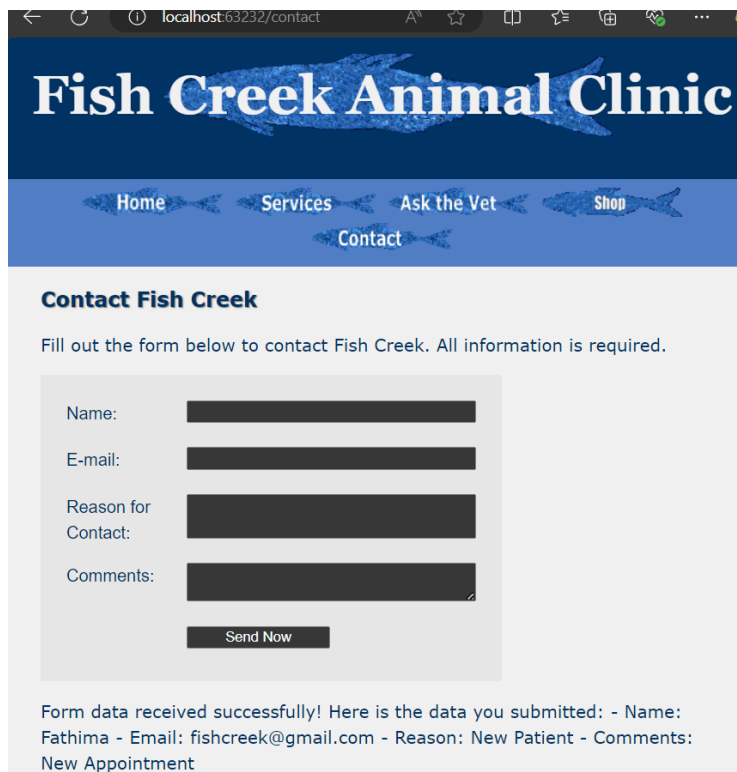 localhost:63232/contact
Fish Creek Animal Clinic
Home Services Ask the Vet Shop
Contact
Contact Fish Creek
Fill out the form below to contact Fish Creek. All information is required.
Name:
E-mail:
Reason for
Contact:
Comments:
Send Now
Form data received successfully! Here is the data you submitted: - Name:
Fathima - Email: fishcreek@gmail.com - Reason: New Patient - Comments:
New Appointment